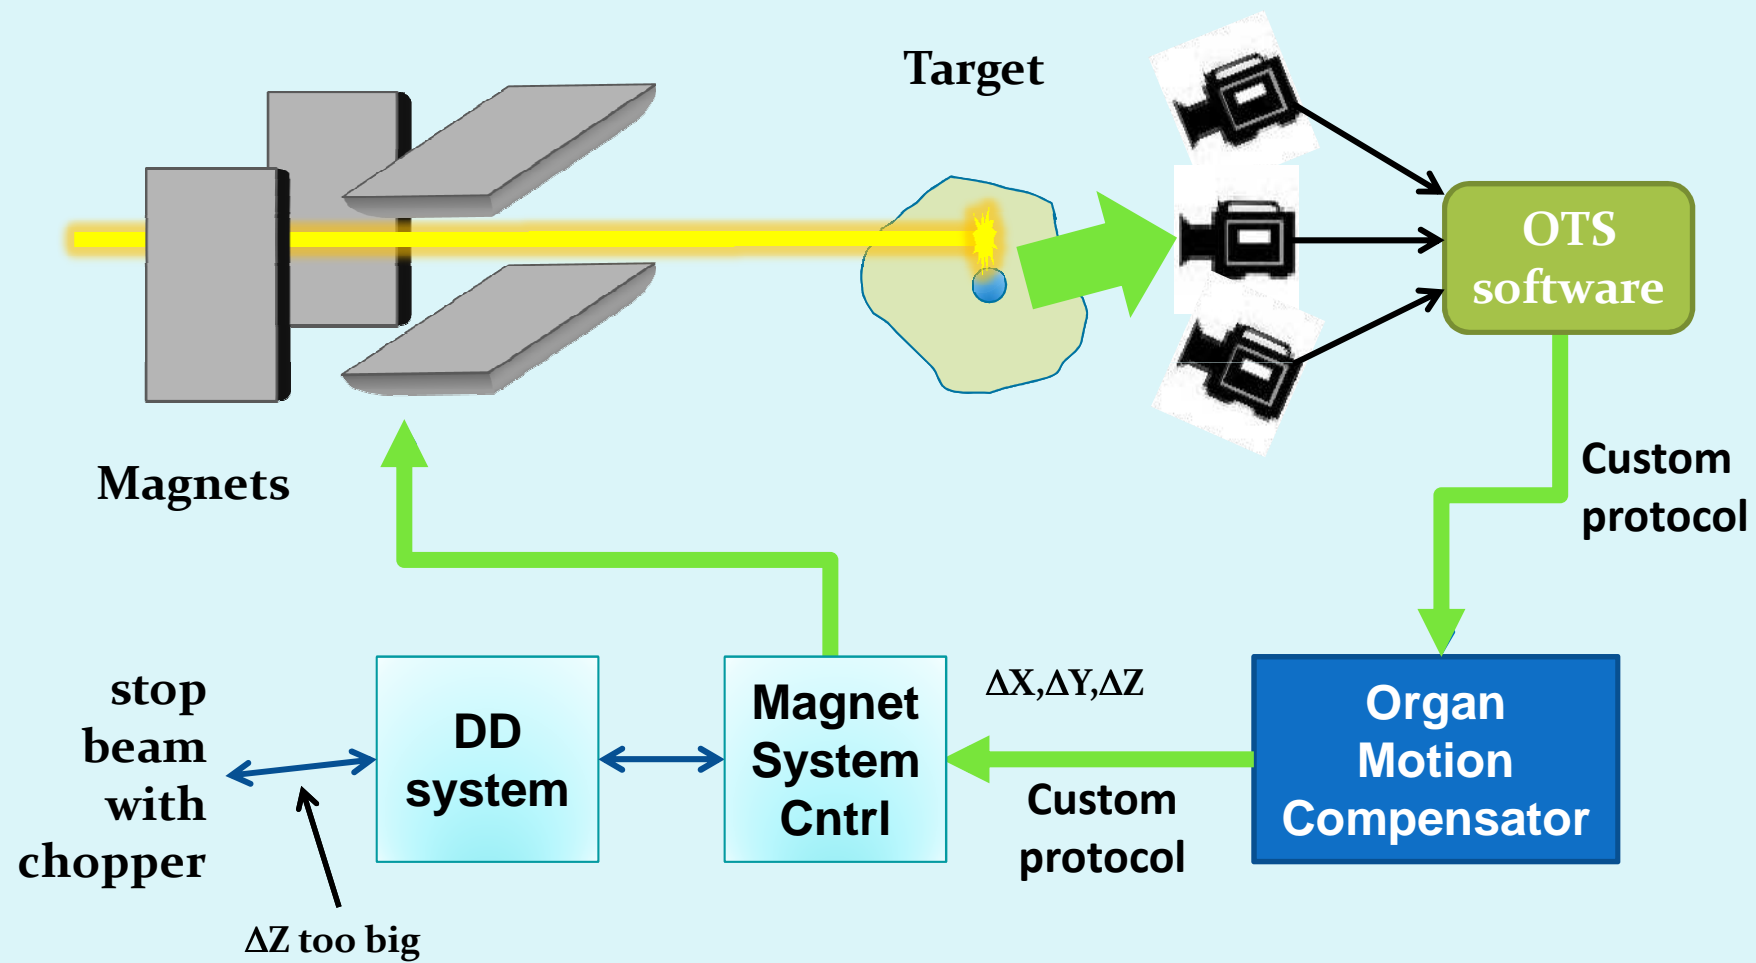 Target
OTS
software
Magnets
Custom
protocol
stop
beam
with
chopper
DD
system
Magnet
System
Cntrl
ΔX,ΔY,ΔZ
Custom
protocol
Organ
Motion
Compensator
ΔZ too big